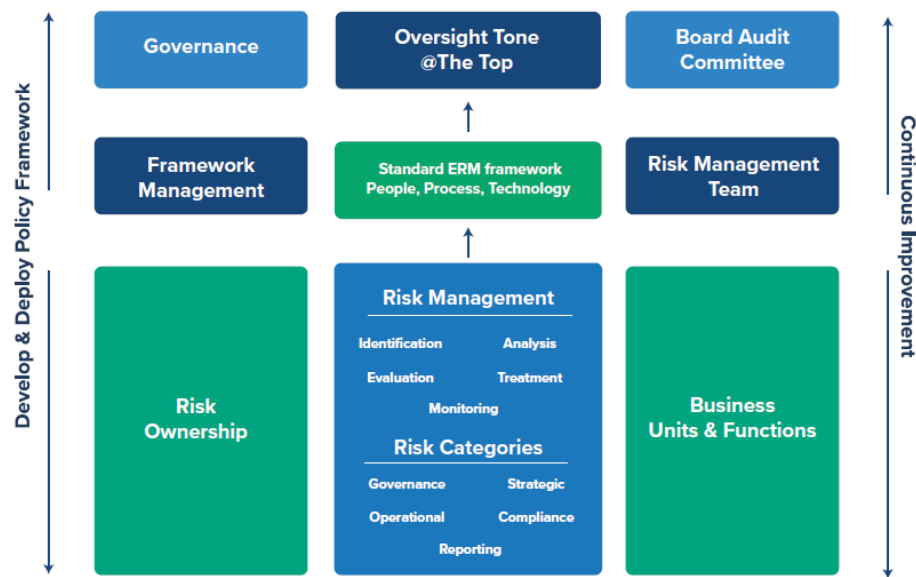 Develop & Deploy Policy Framework
Governance
Oversight Tone
@The Top
Board Audit
Committee
Framework
Management
Standard ERM framework
People, Process, Technology
Risk Management
Team
Risk
Ownership
Risk Management
Identification Analysis
Evaluation Treatment
Monitoring
Risk Categories
Governance Strategic
Operational Compliance
Reporting
Business
Units & Functions
Continuous Improvement